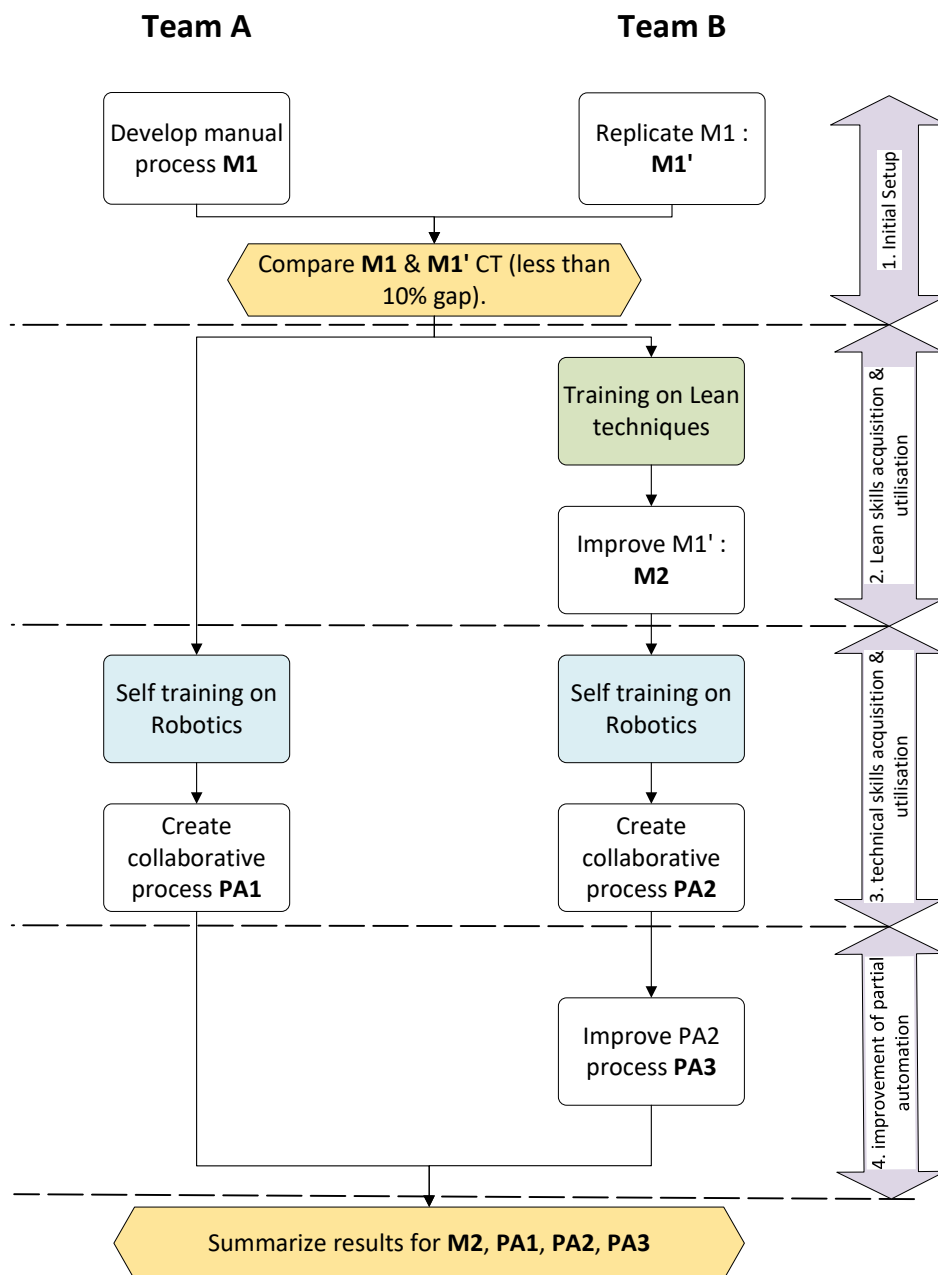 Team A
Team B
Develop manual
process M1
Replicate M1 :
M1'
Compare M1 & M1' CT (less than
10% gap).
1. Initial Setup
Training on Lean
techniques
Improve M1' :
M2
2. Lean skills acquisition &
utilisation
Self training on
Robotics
Self training on
Robotics
Create
collaborative
process PA1
Create
collaborative
process PA2
3. technical skills acquisition &
utilisation
Improve PA2
process PA3
4. improvement of partial
automation
Summarize results for M2, PA1, PA2, PA3